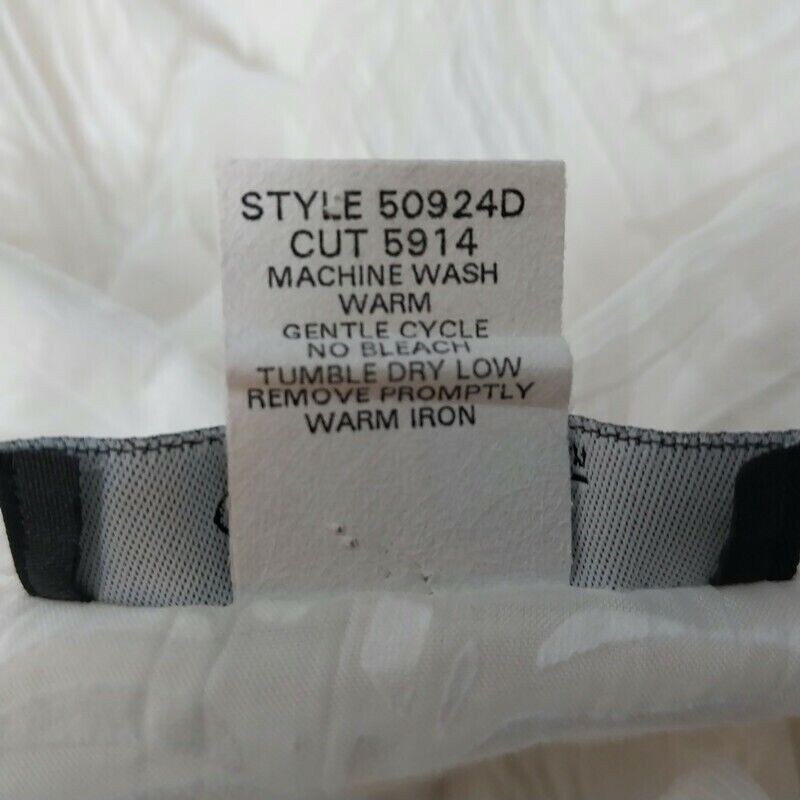 STYLE 50924D
CUT 5914
MACHINE WASH
WARM
GENTLE CYCLE
NO BLEACH
TUMBLE DRY LOW
REMOVE PROMPTLY
WARM IRON